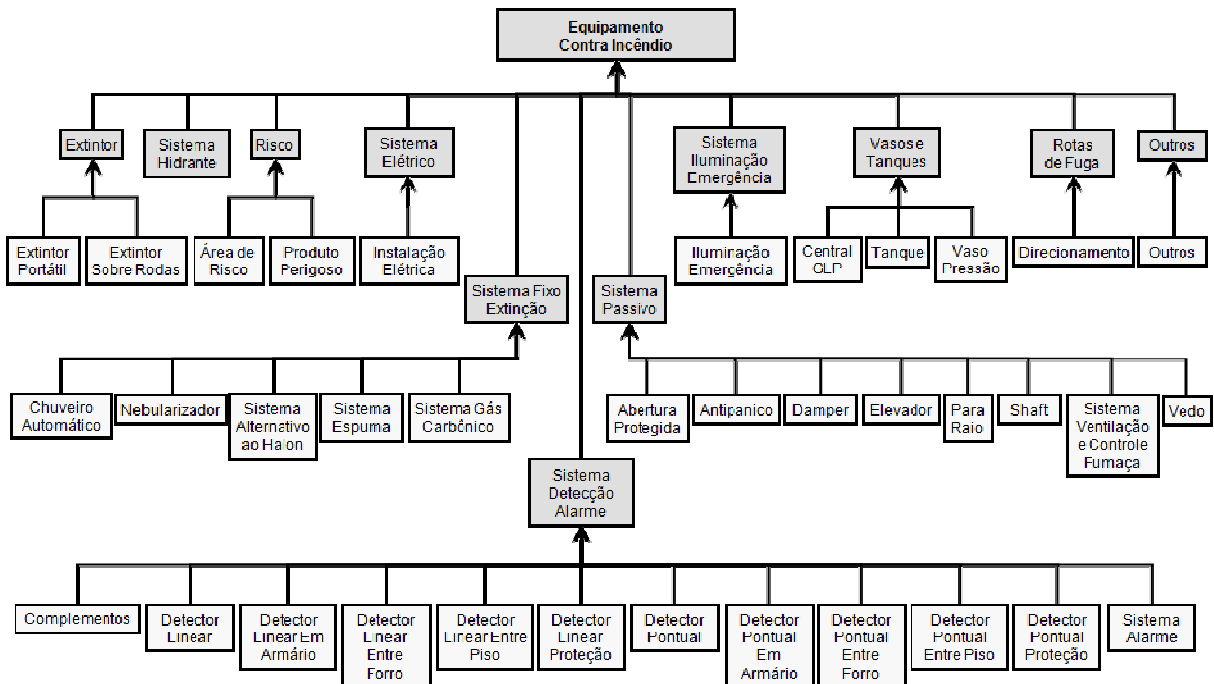 Equipamento
Contra Incêndio
Extintor
Sistema
Hidrante
Risco
Sistema
Elétrico
Sistema
Iluminação
Emergência
Vasos e
Tanques
Rotas
de Fuga
Outros
Extintor
Portátil
Extintor
Sobre Rodas
Área de
Risco
Produto
Perigoso
Instalação
Elétrica
Iluminação
Emergência
Central
GLP
Tanque
Vaso
Pressão
Direcionamento
Outros
Sistema Fixo
Extinção
Sistema
Passivo
Chuveiro
Automático
Nebularizador
Sistema
Alternativo
ao Halon
Sistema
Espuma
Sistema Gás
Carbônico
Abertura
Protegida
Antipanico
Damper
Elevador
Para
Raio
Shaft
Sistema
Ventilação
e Controle
Fumaça
Vedo
Sistema
Detecção
Alarme
Complementos
Detector
Linear
Detector
Linear Em
Armário
Detector
Linear
Entre
Forro
Detector
Linear Entre
Piso
Detector
Linear
Proteção
Detector
Pontual
Detector
Pontual
Em
Armário
Detector
Pontual
Entre
Forro
Detector
Pontual
Entre Piso
Detector
Pontual
Proteção
Sistema
Alarme